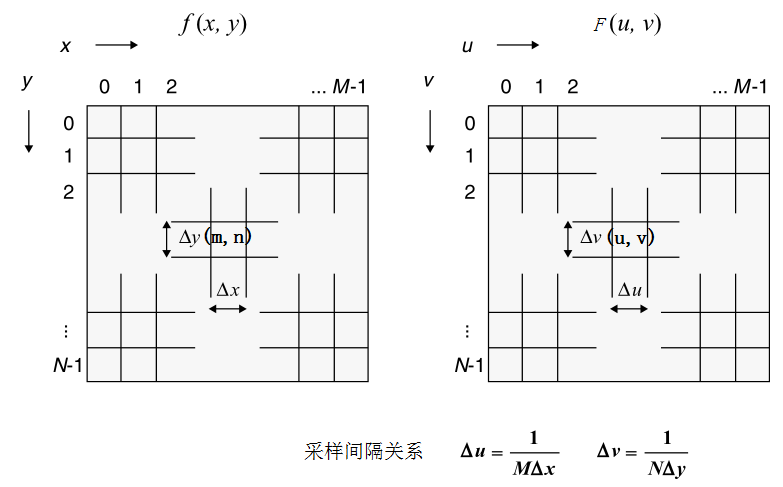 f(x, y)
x
y
0 1 2 ... M-1
0
1
2
Δy (m,n)
Δx
⋮
N-1
F(u, v)
u
v
0 1 2 ... M-1
0
1
2
Δv (u,v)
Δu
⋮
N-1
采样间隔关系 Δu = 1/MΔx Δv = 1/NΔy